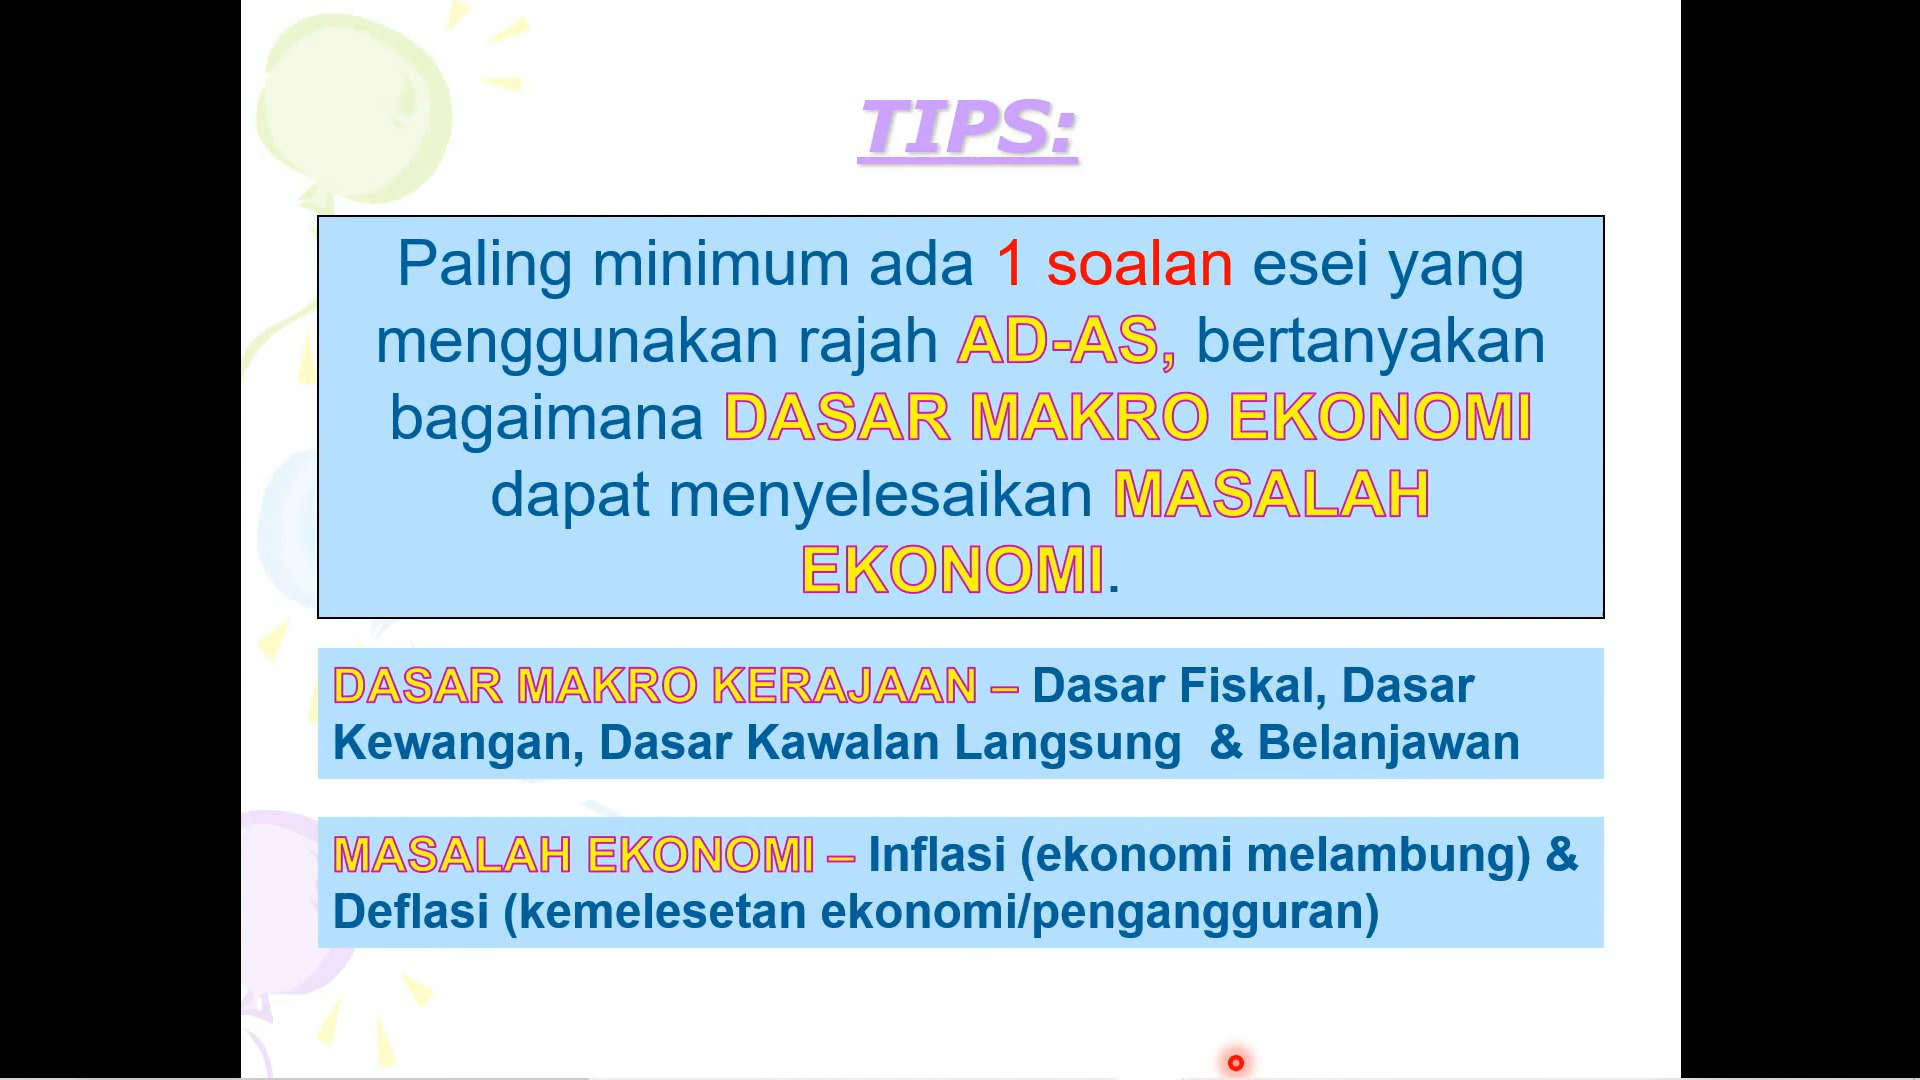 TIPS:
Paling minimum ada 1 soalan esei yang
menggunakan rajah AD-AS, bertanyakan
bagaimana DASAR MAKRO EKONOMI
dapat menyelesaikan MASALAH
EKONOMI.
DASAR MAKRO KERAJAAN – Dasar Fiskal, Dasar
Kewangan, Dasar Kawalan Langsung & Belanjawan
MASALAH EKONOMI – Inflasi (ekonomi melambung) &
Deflasi (kemelesetan ekonomi/pengangguran)